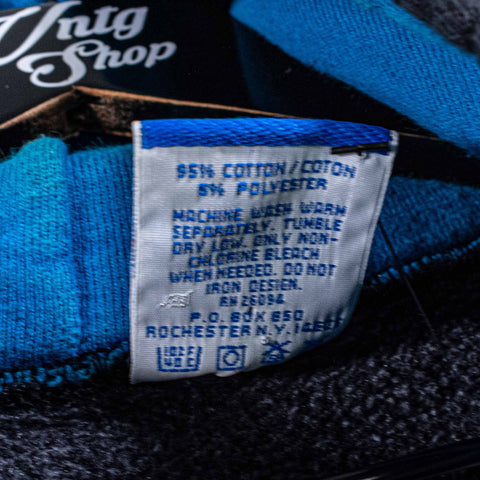 Vntg
Shop
95% COTTON/COTON
5% POLYESTER
MACHINE WASH WARM
SEPARATELY. TUMBLE
DRY LOW. ONLY NON-
CHLORINE BLEACH
WHEN NEEDED. DO NOT
IRON DESIGN.
RN 26094
P.O. BOX 850
ROCHESTER N.Y.